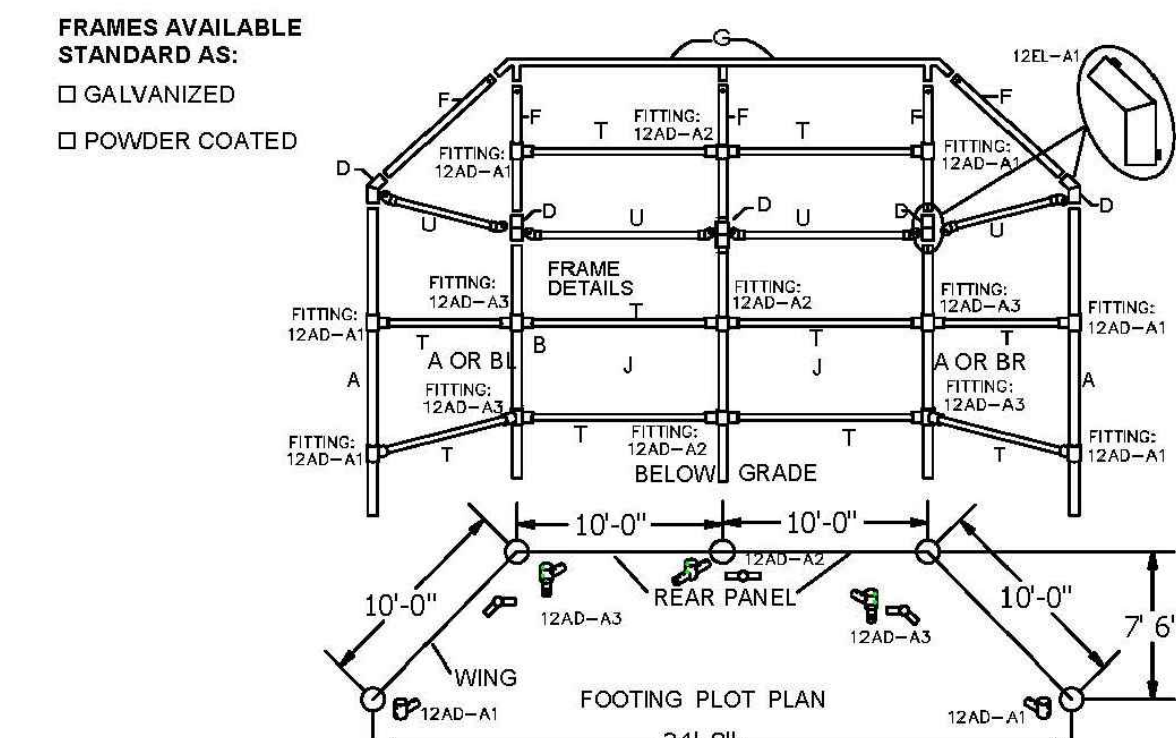 FRAMES AVAILABLE
STANDARD AS:
GALVANIZED
POWDER COATED
G
12EL-A1
F
F
F
F
F
T
T
FITTING:
12AD-A2
FITTING:
12AD-A1
FITTING:
12AD-A1
D
D
D
D
D
U
U
U
U
FRAME
DETAILS
FITTING:
12AD-A3
FITTING:
12AD-A2
FITTING:
12AD-A3
FITTING:
12AD-A1
FITTING:
12AD-A1
T
T
T
T
A OR BL
B
J
J
A OR BR
A
A
FITTING:
12AD-A3
FITTING:
12AD-A3
FITTING:
12AD-A1
FITTING:
12AD-A2
FITTING:
12AD-A1
T
T
T
T
BELOW GRADE
10'-0"
10'-0"
12AD-A2
REAR PANEL
10'-0"
10'-0"
12AD-A3
12AD-A3
7' 6"
WING
FOOTING PLOT PLAN
12AD-A1
12AD-A1